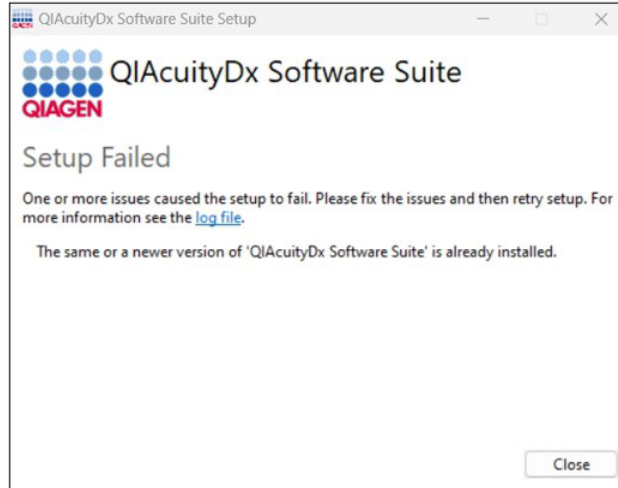 QIAcuityDx Software Suite Setup
QIAGEN
QIAcuityDx Software Suite
Setup Failed
One or more issues caused the setup to fail. Please fix the issues and then retry setup. For
more information see the log file.
The same or a newer version of 'QIAcuityDx Software Suite' is already installed.
Close